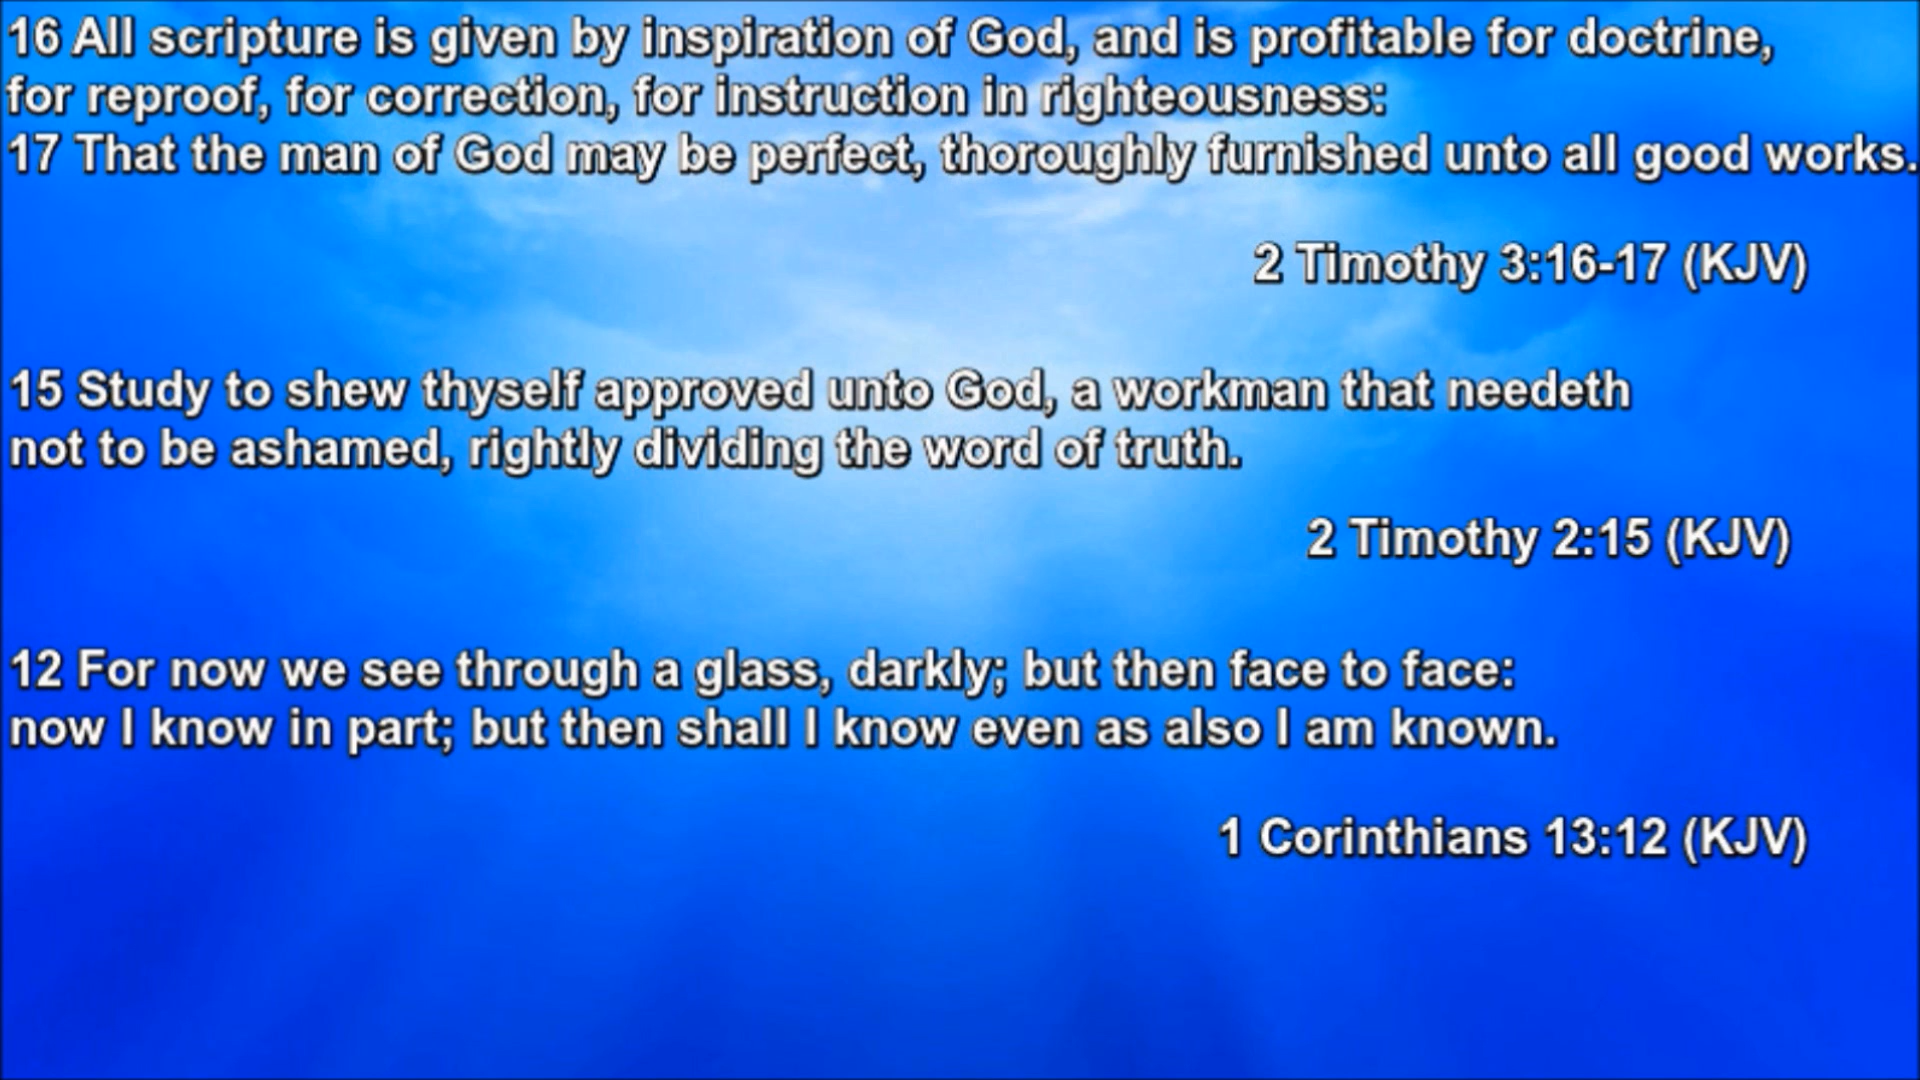 16 All scripture is given by inspiration of God, and is profitable for doctrine,
for reproof, for correction, for instruction in righteousness:
17 That the man of God may be perfect, thoroughly furnished unto all good works.
2 Timothy 3:16-17 (KJV)
15 Study to shew thyself approved unto God, a workman that needeth
not to be ashamed, rightly dividing the word of truth.
2 Timothy 2:15 (KJV)
12 For now we see through a glass, darkly; but then face to face:
now I know in part; but then shall I know even as also I am known.
1 Corinthians 13:12 (KJV)